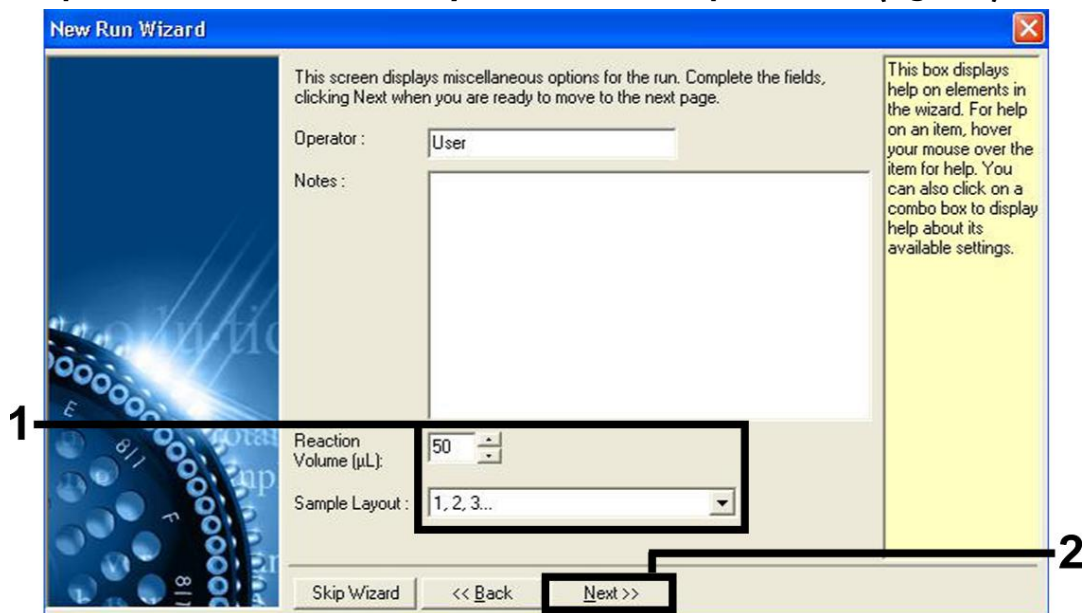 New Run Wizard
This screen displays miscellaneous options for the run. Complete the fields,
clicking Next when you are ready to move to the next page.
Operator :
User
Notes :
Reaction
Volume (µL):
50
Sample Layout :
1, 2, 3...
Skip Wizard
<< Back
Next >>
This box displays
help on elements in
the wizard. For help
on an item, hover
your mouse over the
item for help. You
can also click on a
combo box to display
help about its
available settings.
1
2
E
8/1
F
8/1